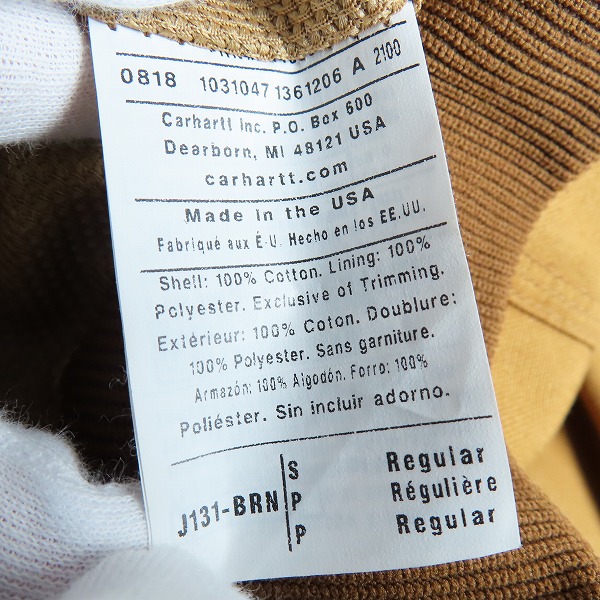 0818 1031047 1361206 A 2100
Carhartt Inc. P.O. Box 600
Dearborn, MI 48121 USA
carhartt.com
Made in the USA
Fabriqué aux É-U. Hecho en los EE.UU.
Shell: 100% Cotton. Lining: 100%
Polyester. Exclusive of Trimming.
Extérieur: 100% Coton. Doublure:
100% Polyester. Sans garniture.
Armazón: 100% Algodón. Forro: 100%
Poliéster. Sin incluir adorno.
J131-BRN
S Regular
P Régulière
P Regular